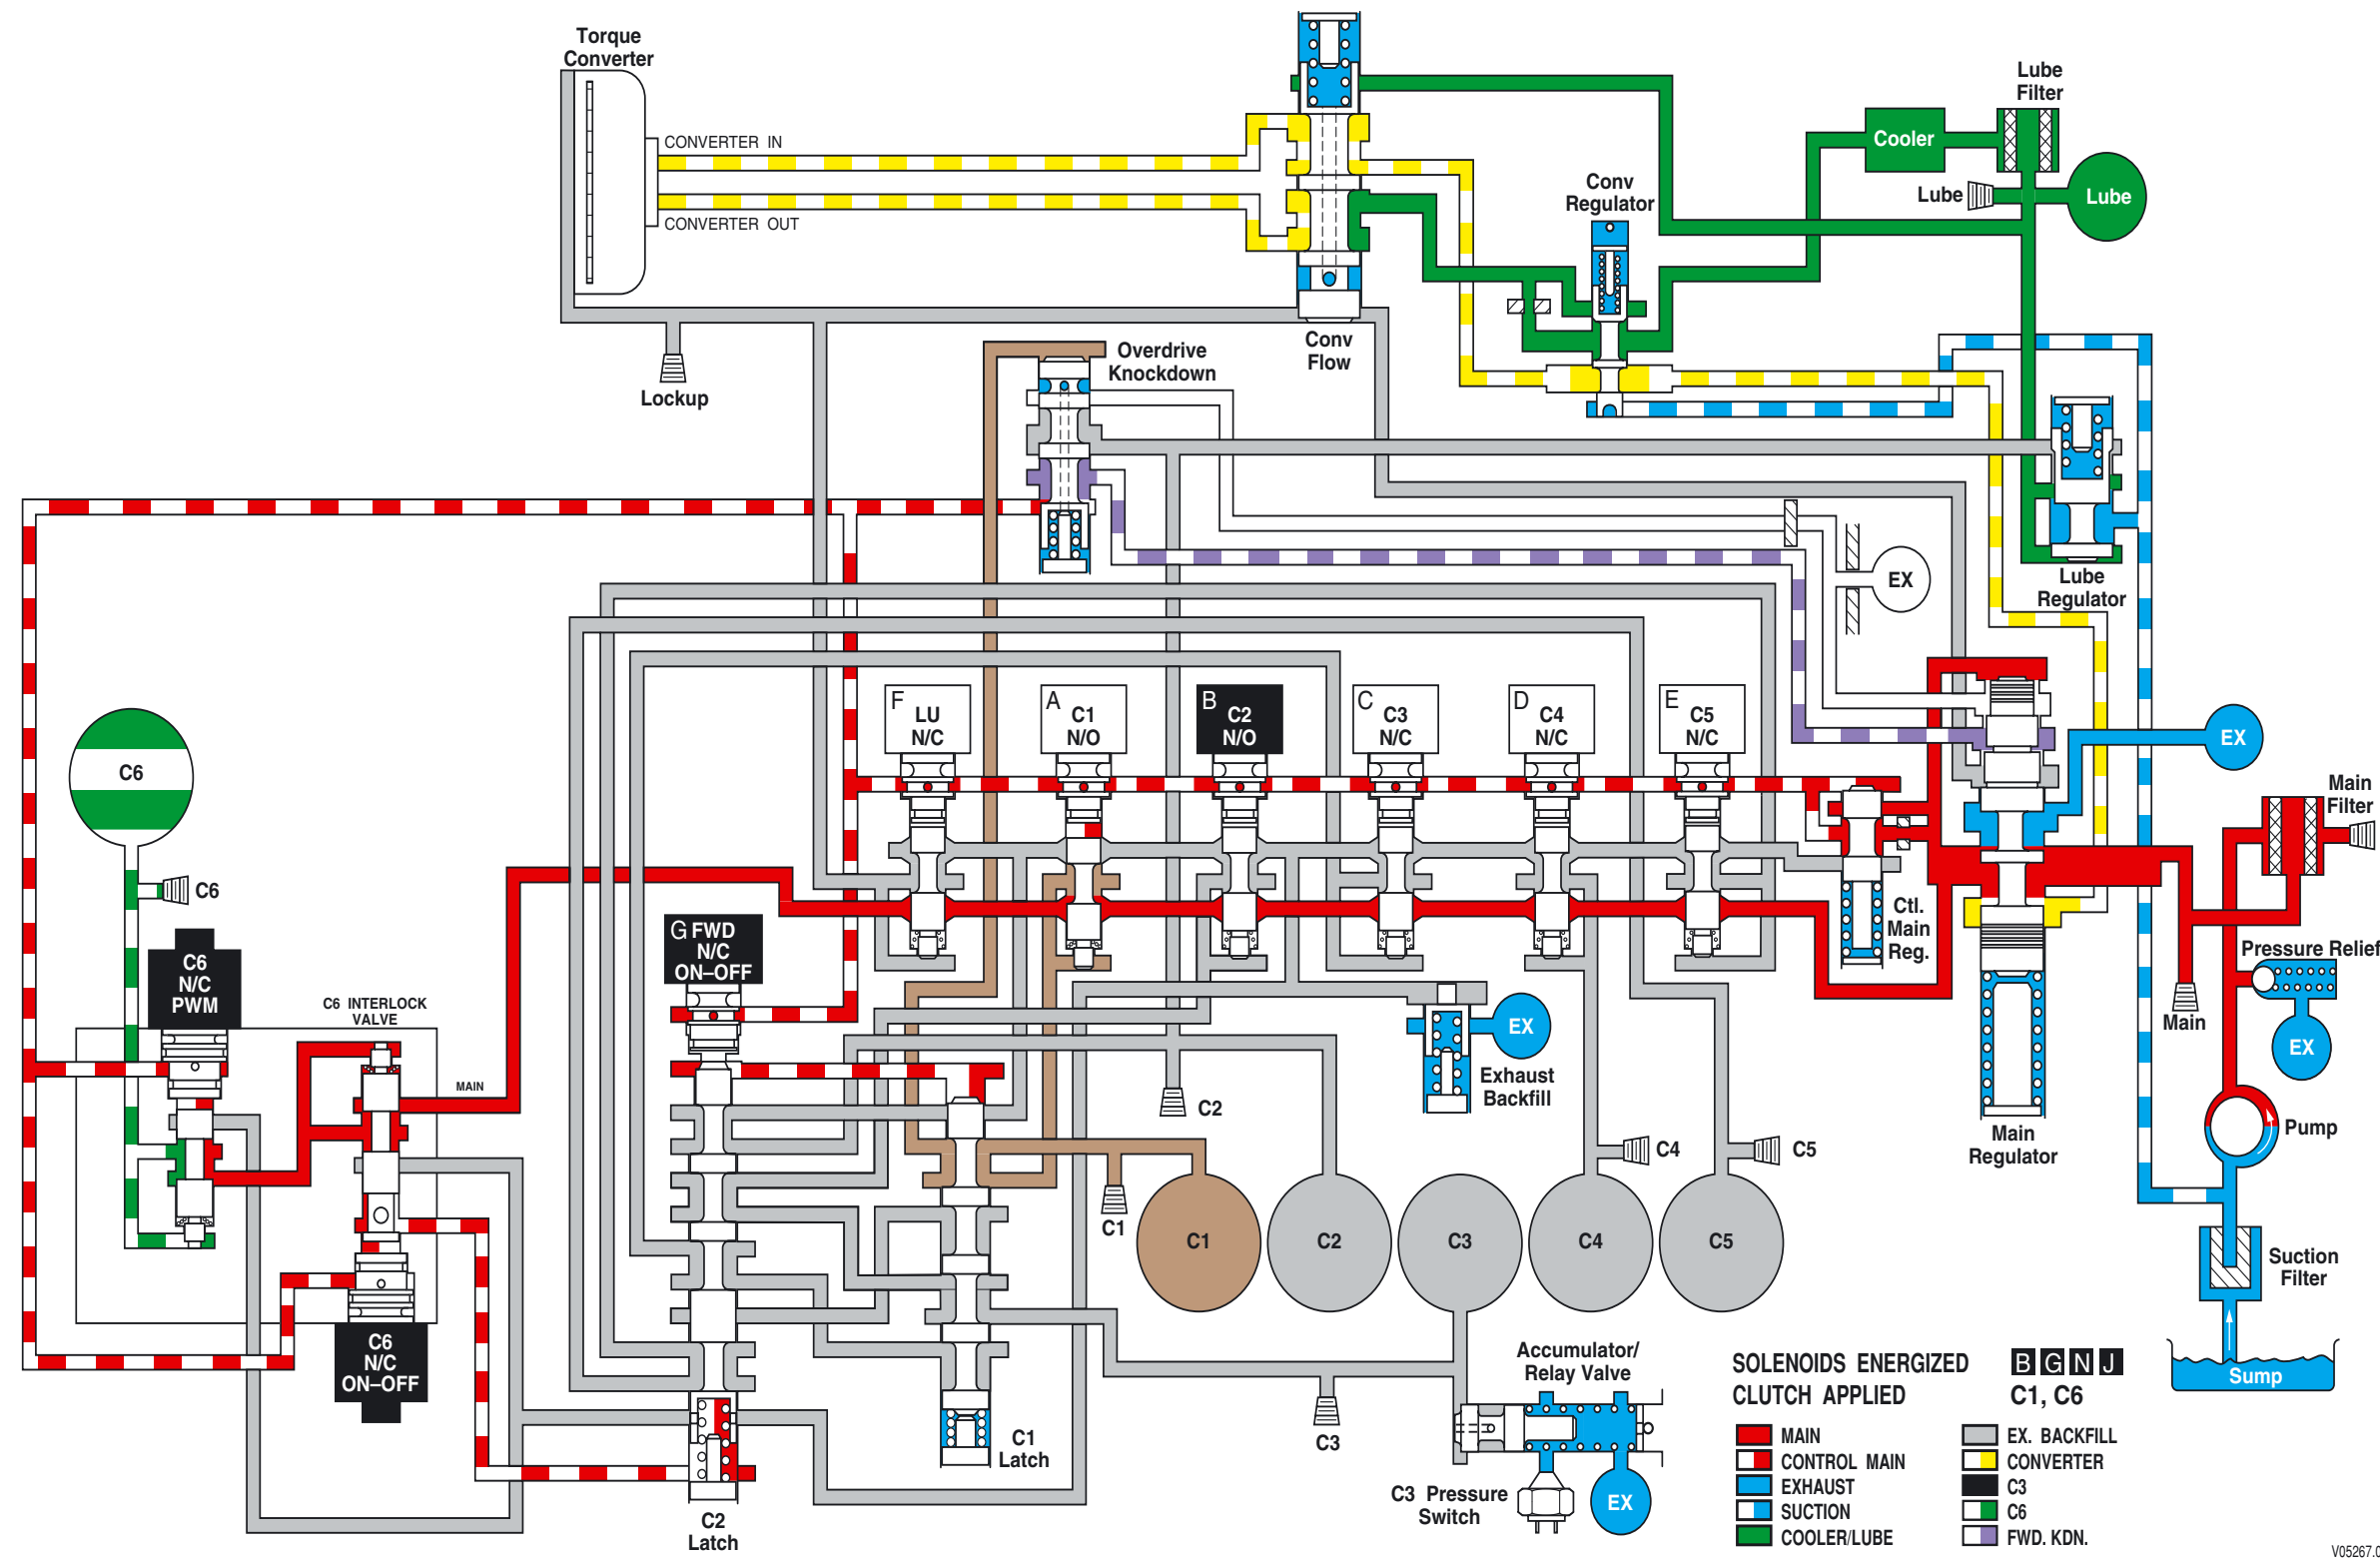 Torque
Converter
CONVERTER IN
CONVERTER OUT
Lockup
Conv
Flow
Overdrive
Knockdown
Conv
Regulator
Cooler
Lube
Filter
Lube
Lube
Lube
Regulator
EX
F
LU
N/C
A
C1
N/O
B
C2
N/O
C
C3
N/C
D
C4
N/C
E
C5
N/C
EX
Main
Filter
C6
C6
C6
N/C
PWM
C6 INTERLOCK
VALVE
MAIN
G FWD
N/C
ON–OFF
Ctl.
Main
Reg.
Pressure Relief
Main
EX
EX
Exhaust
Backfill
Main
Regulator
Pump
C2
C4
C5
C1
C1
C2
C3
C4
C5
Suction
Filter
Sump
C6
N/C
ON–OFF
C1
Latch
C2
Latch
C3
Accumulator/
Relay Valve
C3 Pressure
Switch
EX
SOLENOIDS ENERGIZED B G N J
CLUTCH APPLIED C1, C6
MAIN
CONTROL MAIN
EXHAUST
SUCTION
COOLER/LUBE
EX. BACKFILL
CONVERTER
C3
C6
FWD. KDN.